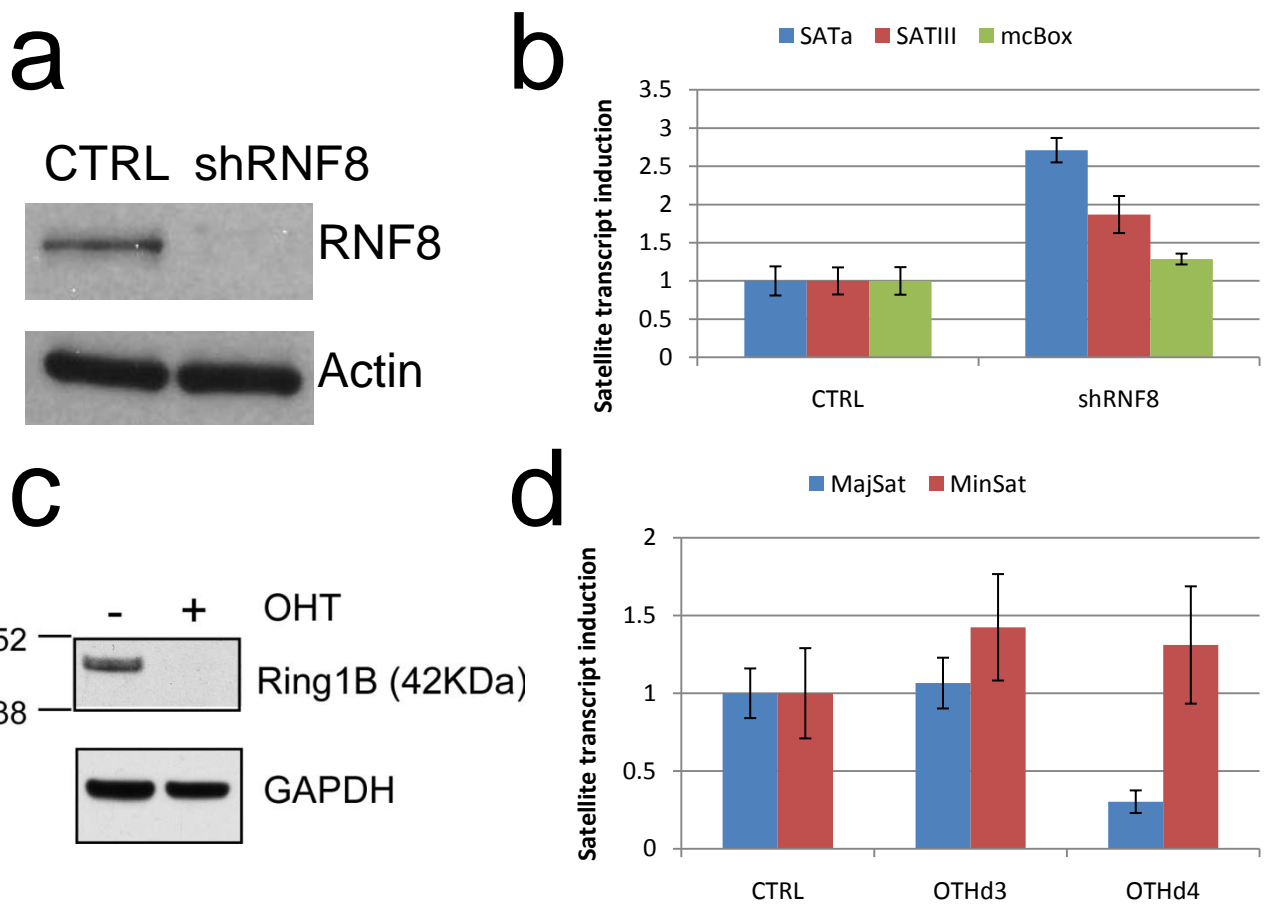 a
CTRL shRNF8
RNF8
Actin
b
SATa SATIII mcBox
Satellite transcript induction
3.5
3
2.5
2
1.5
1
0.5
0
CTRL shRNF8
c
- + OHT
52
Ring1B (42KDa)
38
GAPDH
d
MajSat MinSat
Satellite transcript induction
2
1.5
1
0.5
0
CTRL OTHd3 OTHd4